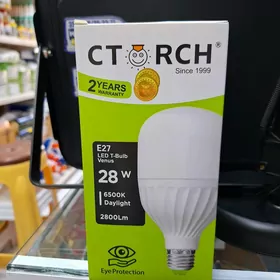 CTORCH®
Since 1999
2 YEARS
WARRANTY
E27
LED T-Bulb
Venus
28 W
6500K
Daylight
2800Lm
Eye Protection